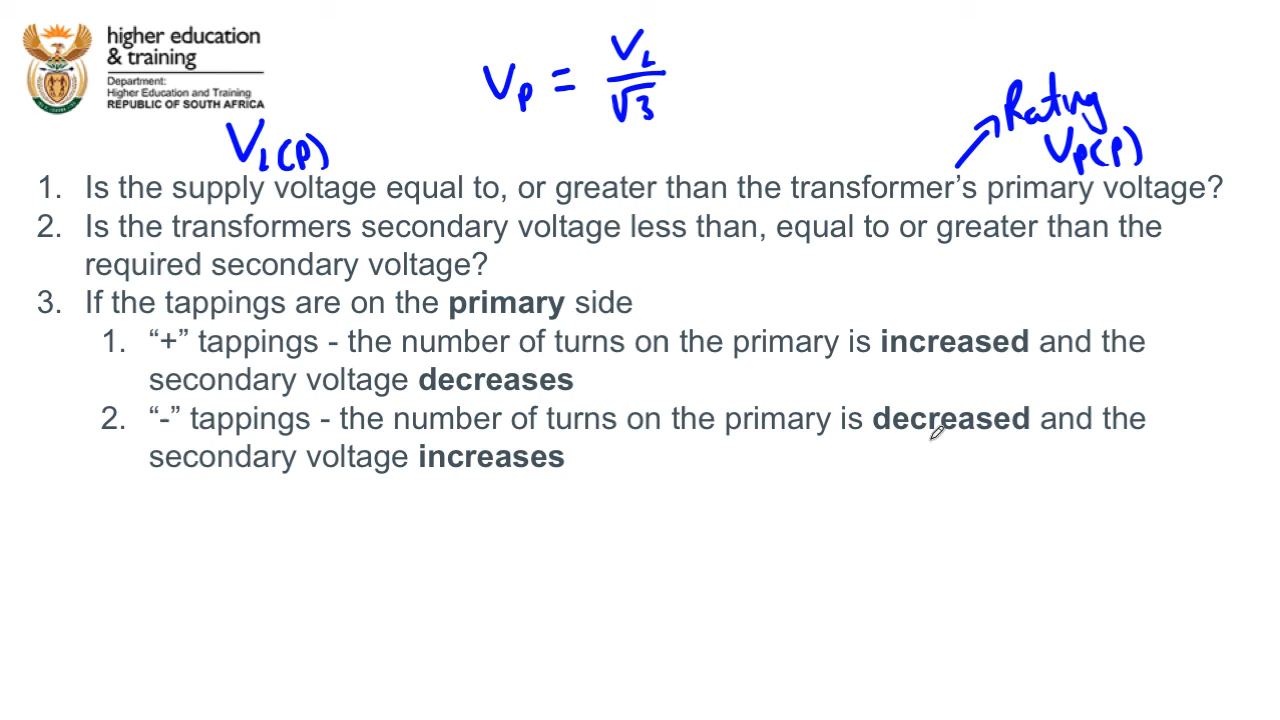 higher education
& training
Department:
Higher Education and Training
REPUBLIC OF SOUTH AFRICA
Vp = VL/√3
Rating
VL(P)
Vp(P)
1. Is the supply voltage equal to, or greater than the transformer’s primary voltage?
2. Is the transformers secondary voltage less than, equal to or greater than the
required secondary voltage?
3. If the tappings are on the primary side
1. “+” tappings - the number of turns on the primary is increased and the
secondary voltage decreases
2. “-” tappings - the number of turns on the primary is decreased and the
secondary voltage increases